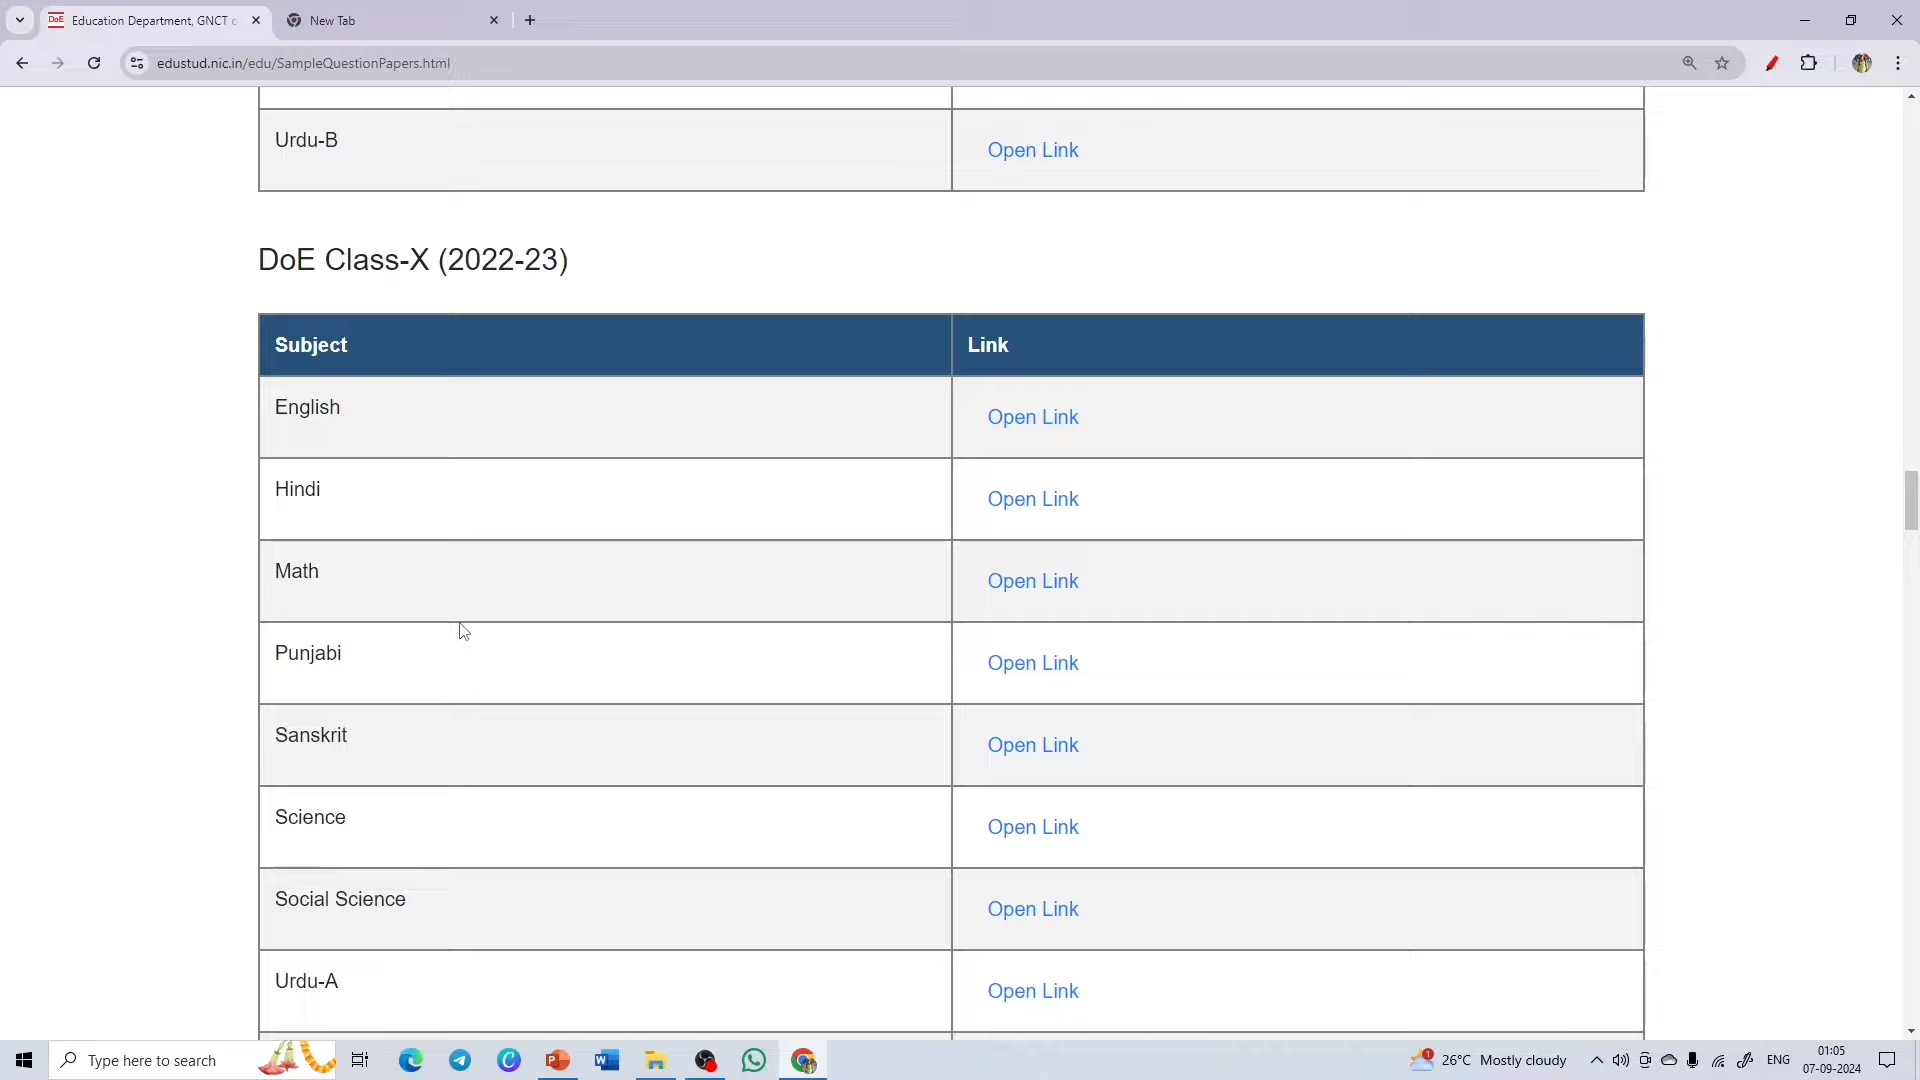 Education Department, GNCT
New Tab
edustud.nic.in/edu/SampleQuestionPapers.html
Urdu-B Open Link
DoE Class-X (2022-23)
Subject Link
English Open Link
Hindi Open Link
Math Open Link
Punjabi Open Link
Sanskrit Open Link
Science Open Link
Social Science Open Link
Urdu-A Open Link
Type here to search
26°C Mostly cloudy
ENG
01:05
07-09-2024